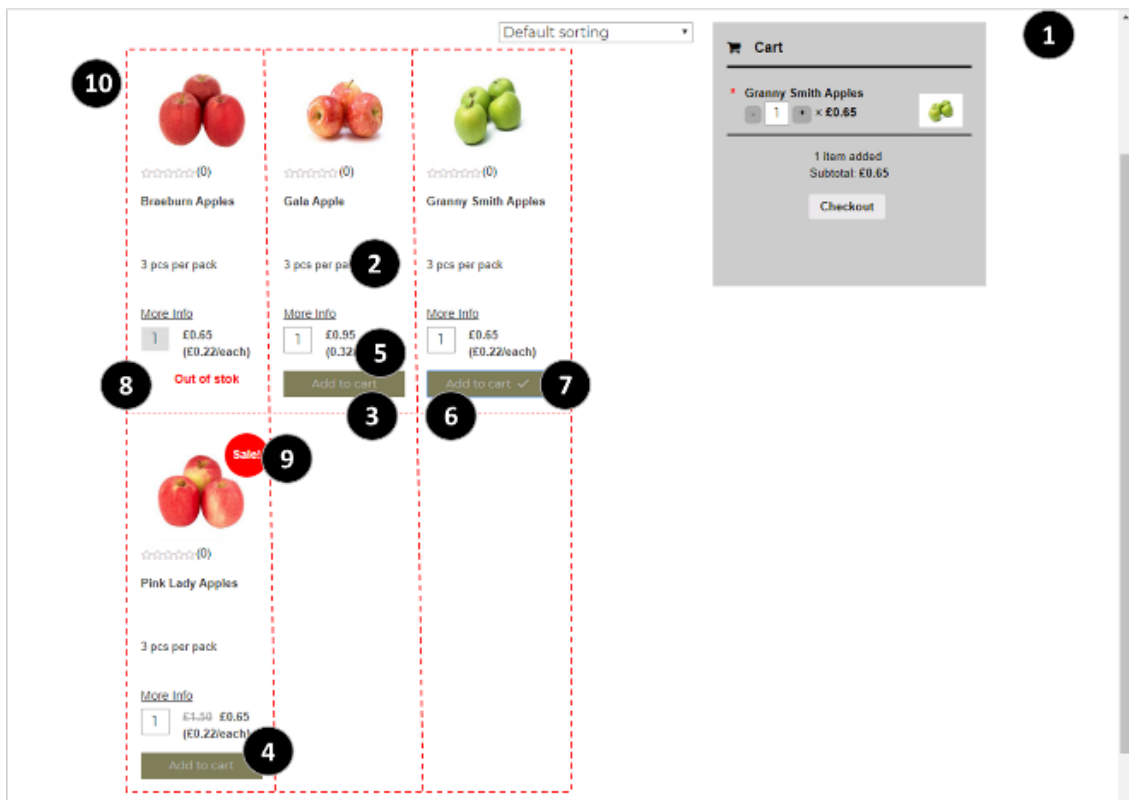 Default sorting
1
Cart
10
Granny Smith Apples
- 1 + × £0.65
1 item added
Subtotal: £0.65
Checkout
(0)
(0)
(0)
Braeburn Apples
Gala Apple
Granny Smith Apples
3 pcs per pack
3 pcs per
2
3 pcs per pack
More Info
More Info
More Info
1 £0.65
(£0.22/each)
1 £0.95
(0.32
5
1 £0.65
(£0.22/each)
8
Out of stok
Add to cart
Add to cart
7
3
6
Sale!
9
(0)
Pink Lady Apples
3 pcs per pack
More Info
1 £1.50 £0.65
(£0.22/each)
4
Add to cart